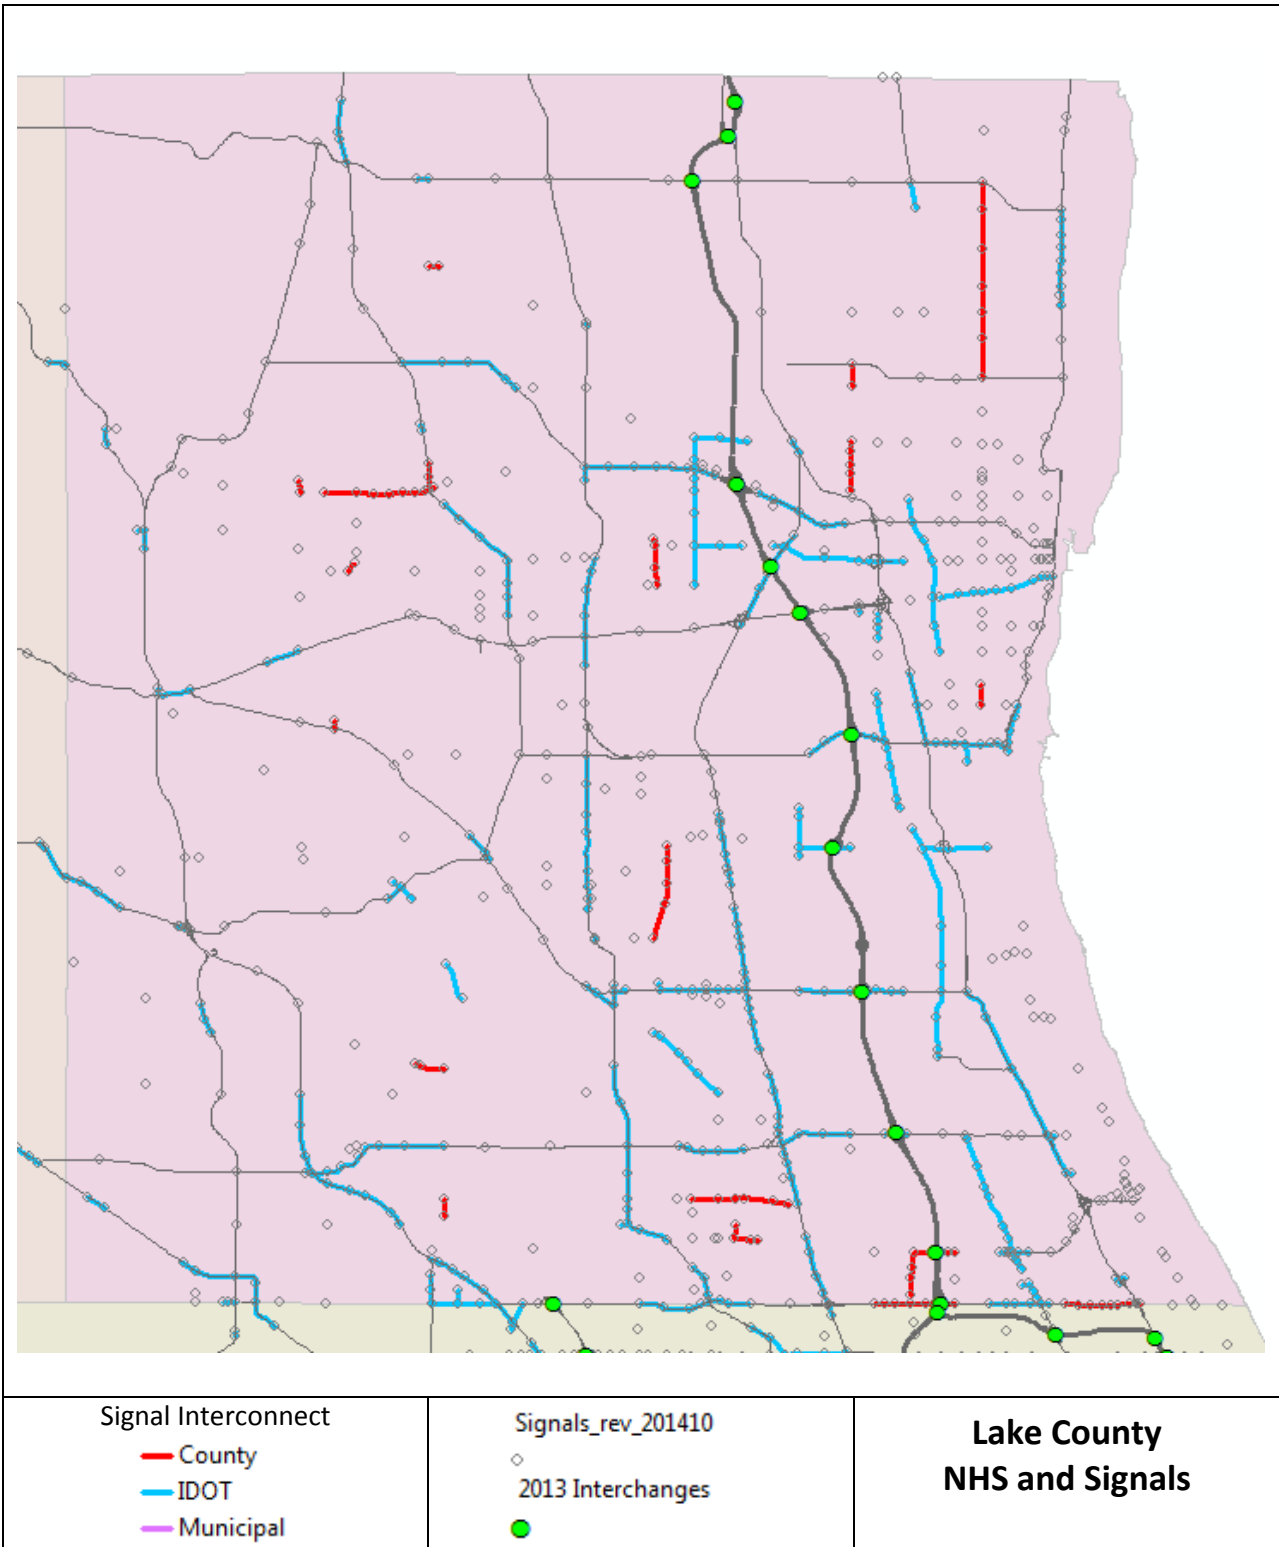 Signal Interconnect
County
IDOT
Municipal
Signals_rev_201410
2013 Interchanges
Lake County
NHS and Signals